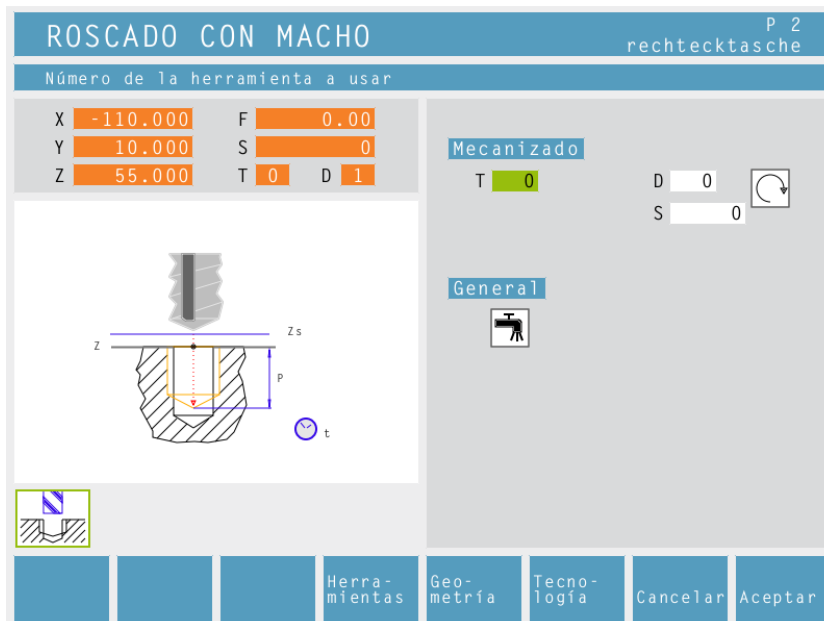 ROSCADO CON MACHO
P 2
rechtecktasche
Número de la herramienta a usar
X -110.000 F 0.00
Y 10.000 S 0
Z 55.000 T 0 D 1
Mecanizado
T 0 D 0
S 0
General
Zs
Z
P
t
Herra-
mientas
Geo-
metría
Tecno-
logía
Cancelar
Aceptar